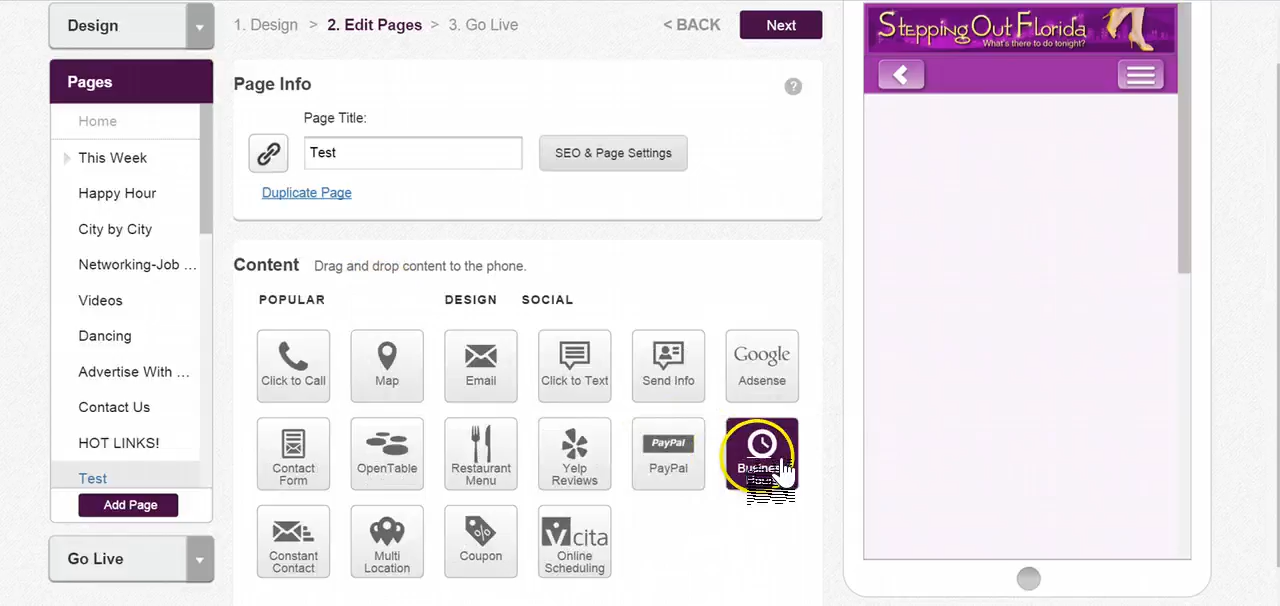 Design
1. Design > 2. Edit Pages > 3. Go Live
< BACK
Next
Stepping Out Florida
What's there to do tonight?
Pages
Home
This Week
Happy Hour
City by City
Networking-Job ...
Videos
Dancing
Advertise With ...
Contact Us
HOT LINKS!
Test
Add Page
Go Live
Page Info
?
Page Title:
Test
SEO & Page Settings
Duplicate Page
Content Drag and drop content to the phone.
POPULAR DESIGN SOCIAL
Click to Call
Map
Email
Click to Text
Send Info
Google
Adsense
Contact
Form
OpenTable
Restaurant
Menu
Yelp
Reviews
PayPal
PayPal
Constant
Contact
Multi
Location
Coupon
Vcita
Online
Scheduling